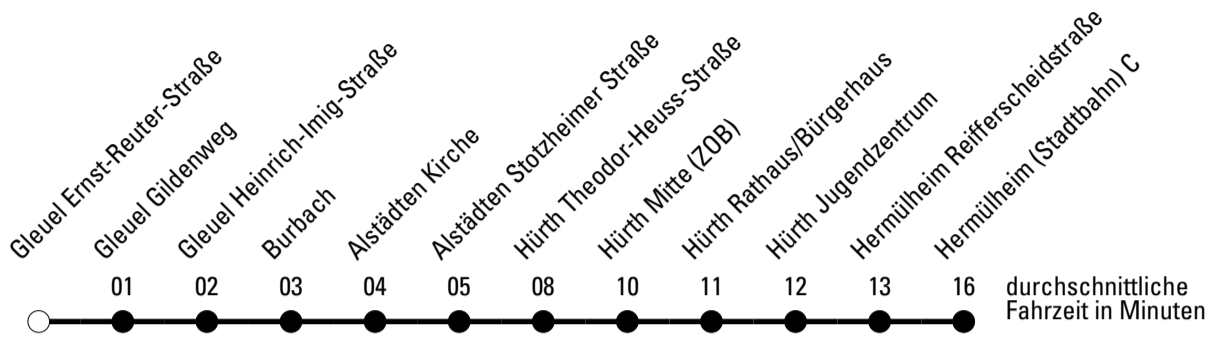 Gleuel Ernst-Reuter-Straße
Gleuel Gildenweg
Gleuel Heinrich-Imig-Straße
Burbach
Alstädten Kirche
Alstädten Stotzheimer Straße
Hürth Theodor-Heuss-Straße
Hürth Mitte (ZOB)
Hürth Rathaus/Bürgerhaus
Hürth Jugendzentrum
Hermülheim Reifferscheidstraße
Hermülheim (Stadtbahn) C
01 02 03 04 05 08 10 11 12 13 16
durchschnittliche
Fahrzeit in Minuten